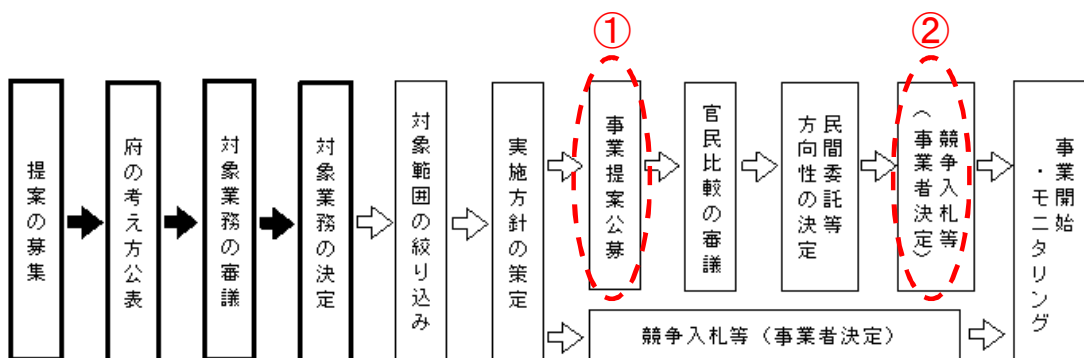 ①
②
提案の募集
府の考え方公表
対象業務の審議
対象業務の決定
対象範囲の絞り込み
実施方針の策定
事業提案公募
官民比較の審議
民間委託等
方向性の決定
競争入札等
（事業者決定）
事業開始
・モニタリング
競争入札等（事業者決定）